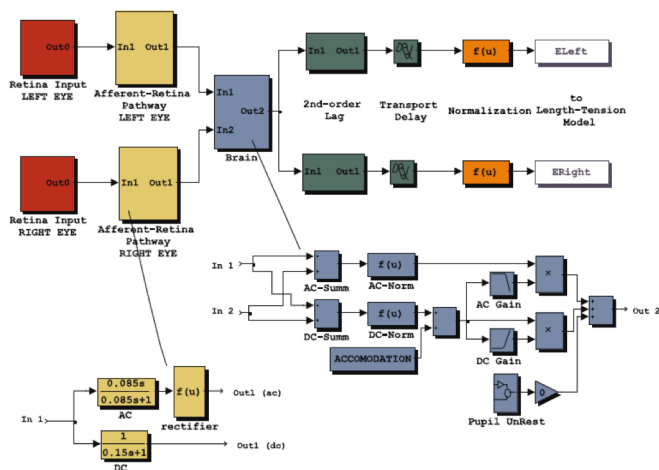 Out0
Retina Input
LEFT EYE
In1 Out1
Afferent-Retina
Pathway
LEFT EYE
In1
In2
Out2
Brain
In1 Out1
2nd-order
Lag
Transport
Delay
f(u)
Normalization
ELeft
to
Length-Tension
Model
Out0
Retina Input
RIGHT EYE
In1 Out1
Afferent-Retina
Pathway
RIGHT EYE
In1 Out1
f(u)
ERight
In 1
In 2
AC-Summ
f(u)
AC-Norm
DC-Summ
f(u)
DC-Norm
ACCOMODATION
AC Gain
DC Gain
×
×
Out 2
Pupil UnRest
0
In 1
0.085s
0.085s+1
AC
f(u)
rectifier
Out1 (ac)
1
0.15s+1
DC
Out1 (dc)